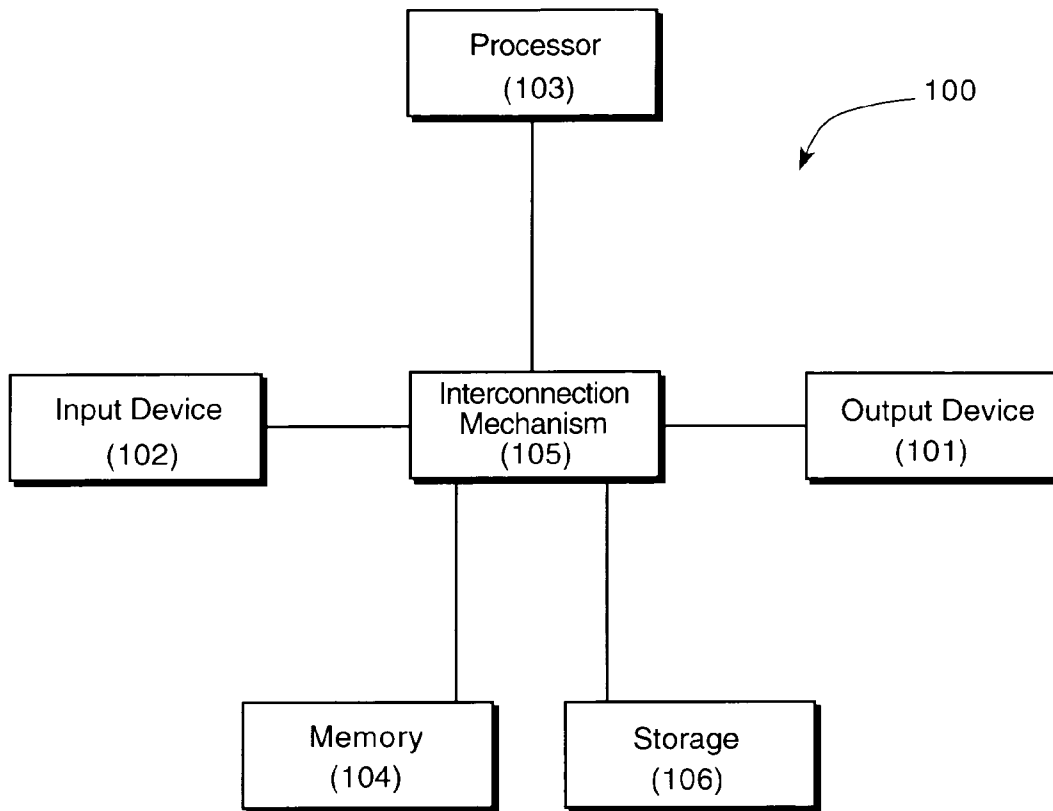 Processor
(103)
100
Input Device
(102)
Interconnection
Mechanism
(105)
Output Device
(101)
Memory
(104)
Storage
(106)